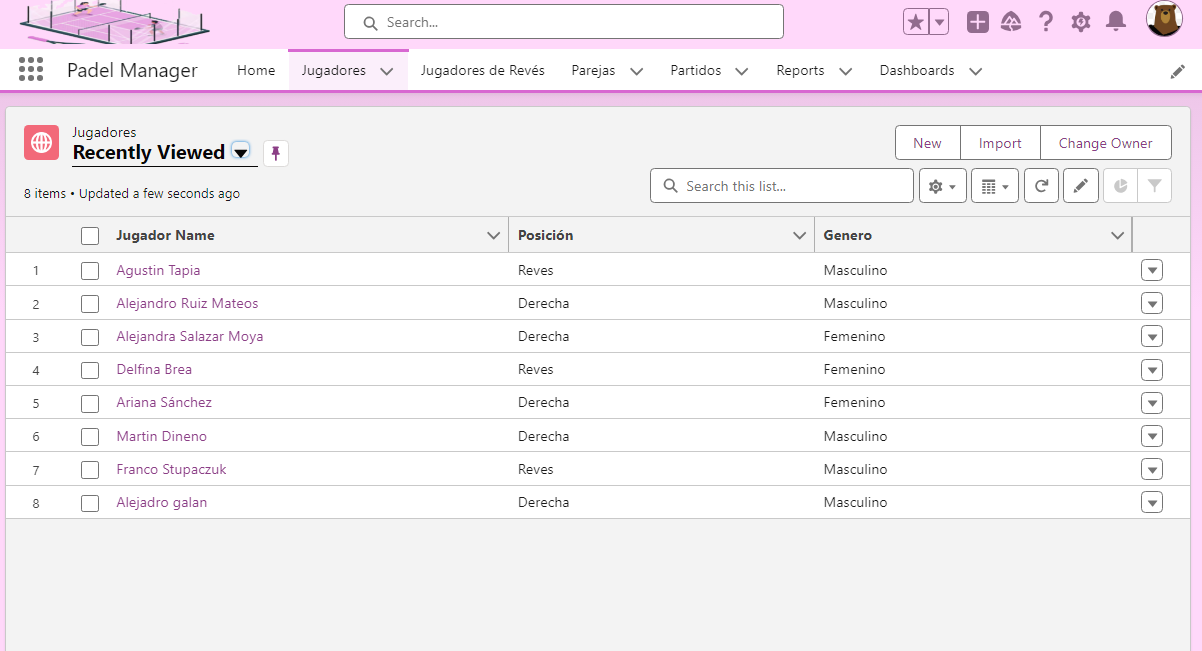 Search...
Padel Manager Home Jugadores Jugadores de Revés Parejas Partidos Reports Dashboards
Jugadores
Recently Viewed
New Import Change Owner
8 items • Updated a few seconds ago
Search this list...
Jugador Name Posición Genero
1 Agustin Tapia Reves Masculino
2 Alejandro Ruiz Mateos Derecha Masculino
3 Alejandra Salazar Moya Derecha Femenino
4 Delfina Brea Reves Femenino
5 Ariana Sánchez Derecha Femenino
6 Martin Dineno Derecha Masculino
7 Franco Stupaczuk Reves Masculino
8 Alejadro galan Derecha Masculino